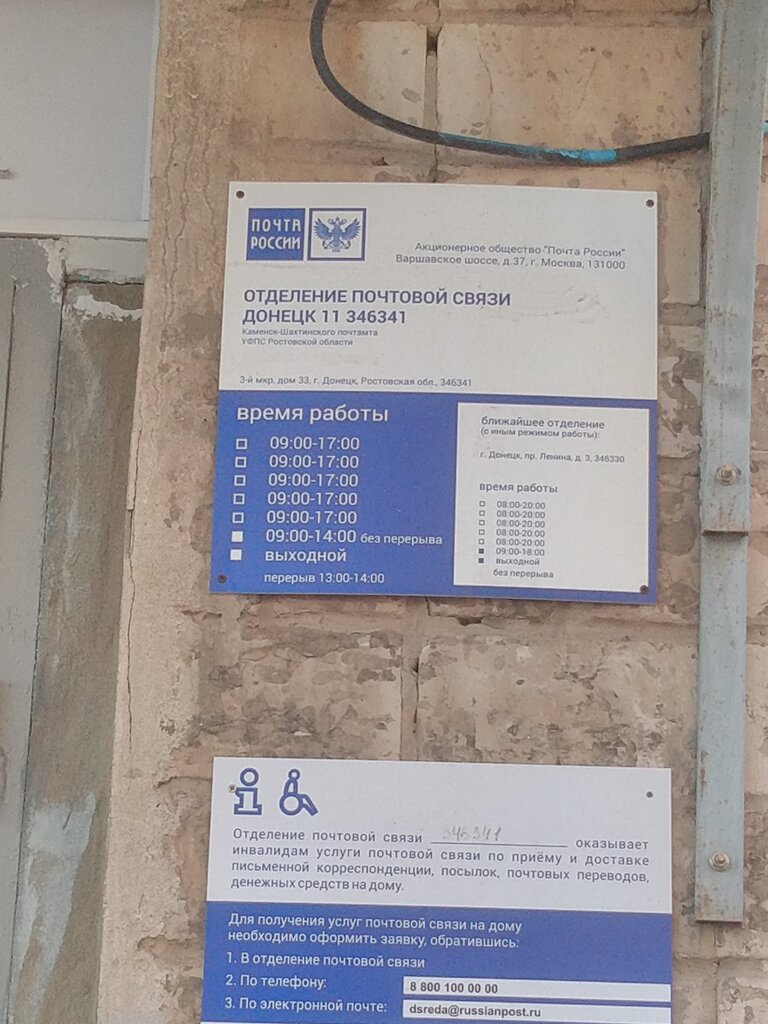 ПОЧТА
РОССИИ
Акционерное общество "Почта России"
Варшавское шоссе, д.37, г. Москва, 131000
ОТДЕЛЕНИЕ ПОЧТОВОЙ СВЯЗИ
ДОНЕЦК 11 346341
Каменск-Шахтинского почтамта
УФПС Ростовской области
3-й мкр, дом 33, г. Донецк, Ростовская обл., 346341
время работы
09:00-17:00
09:00-17:00
09:00-17:00
09:00-17:00
09:00-17:00
09:00-14:00 без перерыва
выходной
перерыв 13:00-14:00
ближайшее отделение
(с иным режимом работы):
г. Донецк, пр. Ленина, д. 3, 346330
время работы
08:00-20:00
08:00-20:00
08:00-20:00
08:00-20:00
08:00-20:00
09:00-18:00
выходной
без перерыва
Отделение почтовой связи 346341 оказывает
инвалидам услуги почтовой связи по приёму и доставке
письменной корреспонденции, посылок, почтовых переводов,
денежных средств на дому.
Для получения услуг почтовой связи на дому
необходимо оформить заявку, обратившись:
1. В отделение почтовой связи
2. По телефону: 8 800 100 00 00
3. По электронной почте: dsreda@russianpost.ru